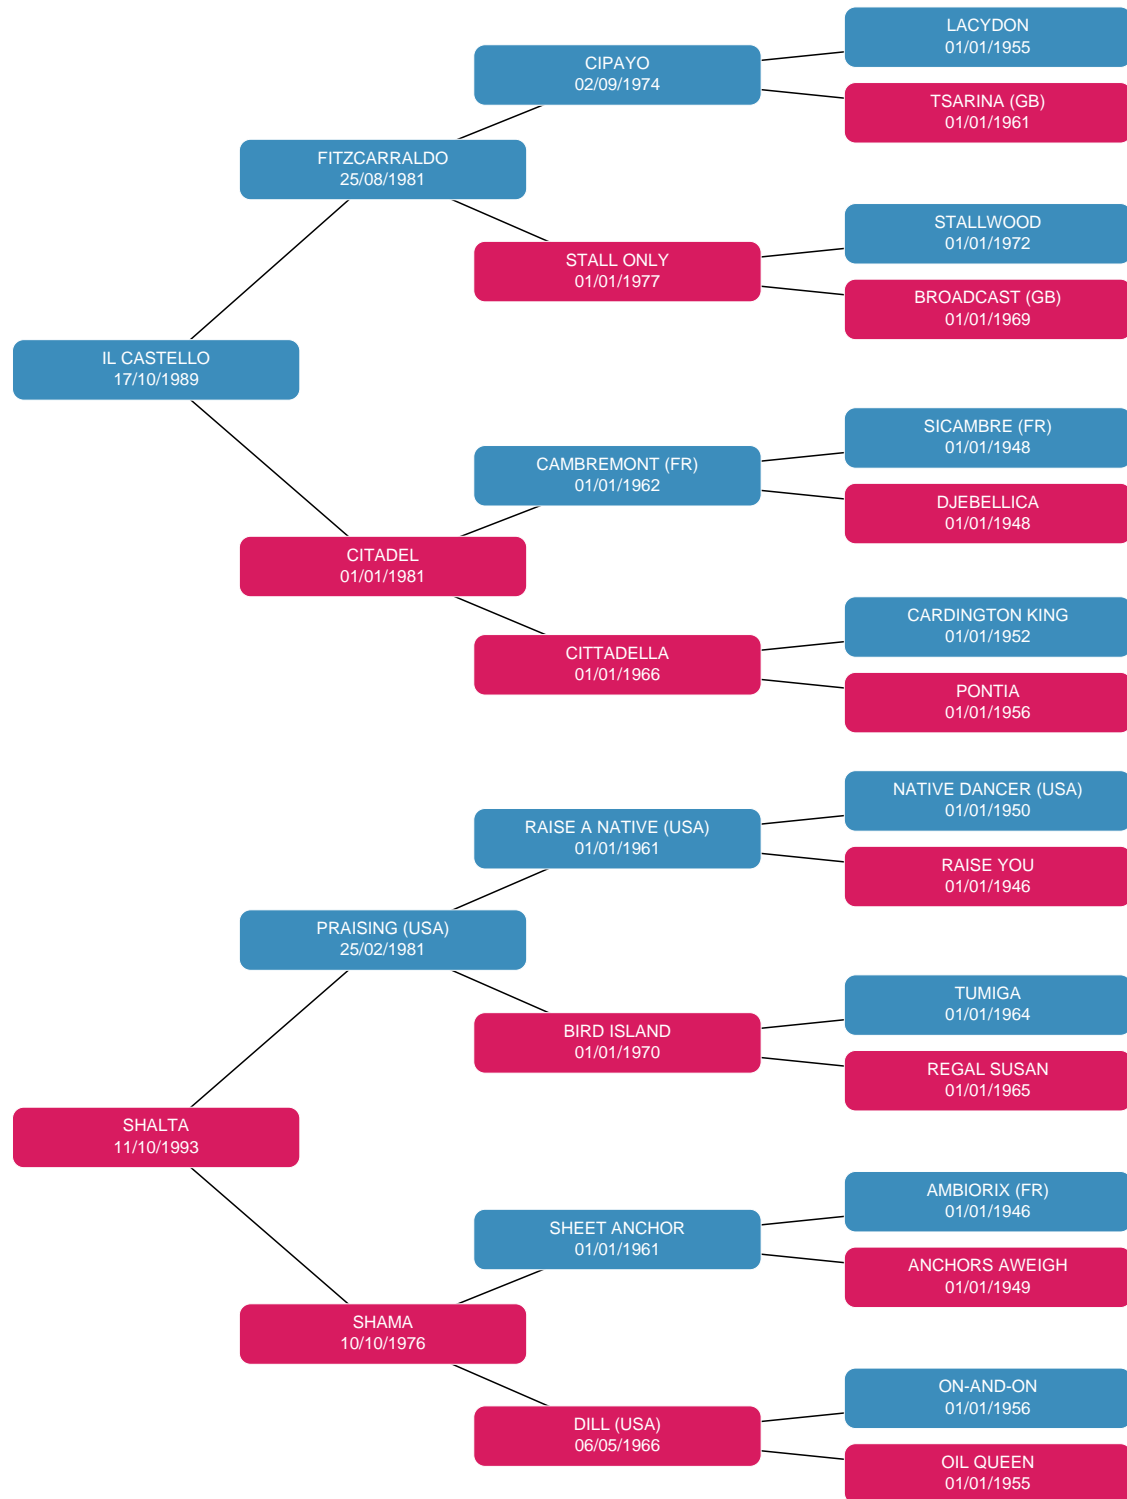 LACYDON
01/01/1955
CIPAYO
02/09/1974
TSARINA (GB)
01/01/1961
FITZCARRALDO
25/08/1981
STALLWOOD
01/01/1972
STALL ONLY
01/01/1977
BROADCAST (GB)
01/01/1969
IL CASTELLO
17/10/1989
SICAMBRE (FR)
01/01/1948
CAMBREMONT (FR)
01/01/1962
DJEBELLICA
01/01/1948
CITADEL
01/01/1981
CARDINGTON KING
01/01/1952
CITTADELLA
01/01/1966
PONTIA
01/01/1956
NATIVE DANCER (USA)
01/01/1950
RAISE A NATIVE (USA)
01/01/1961
RAISE YOU
01/01/1946
PRAISING (USA)
25/02/1981
TUMIGA
01/01/1964
BIRD ISLAND
01/01/1970
REGAL SUSAN
01/01/1965
SHALTA
11/10/1993
AMBIORIX (FR)
01/01/1946
SHEET ANCHOR
01/01/1961
ANCHORS AWEIGH
01/01/1949
SHAMA
10/10/1976
ON-AND-ON
01/01/1956
DILL (USA)
06/05/1966
OIL QUEEN
01/01/1955